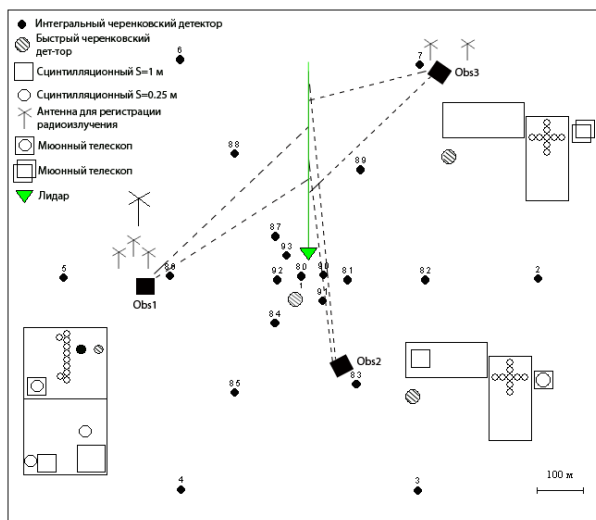 Интегральный черенковский детектор
Быстрый черенковский
дет-тор
Сцинтилляционный S=1 м
Сцинтилляционный S=0.25 м
Антенна для регистрации
радиоизлучения
Мюонный телескоп
Мюонный телескоп
Лидар
6
7
Obs3
88
89
87
93
5
96
92
80
90
81
82
2
1
91
Obs1
84
Obs2
83
85
4
3
100 м